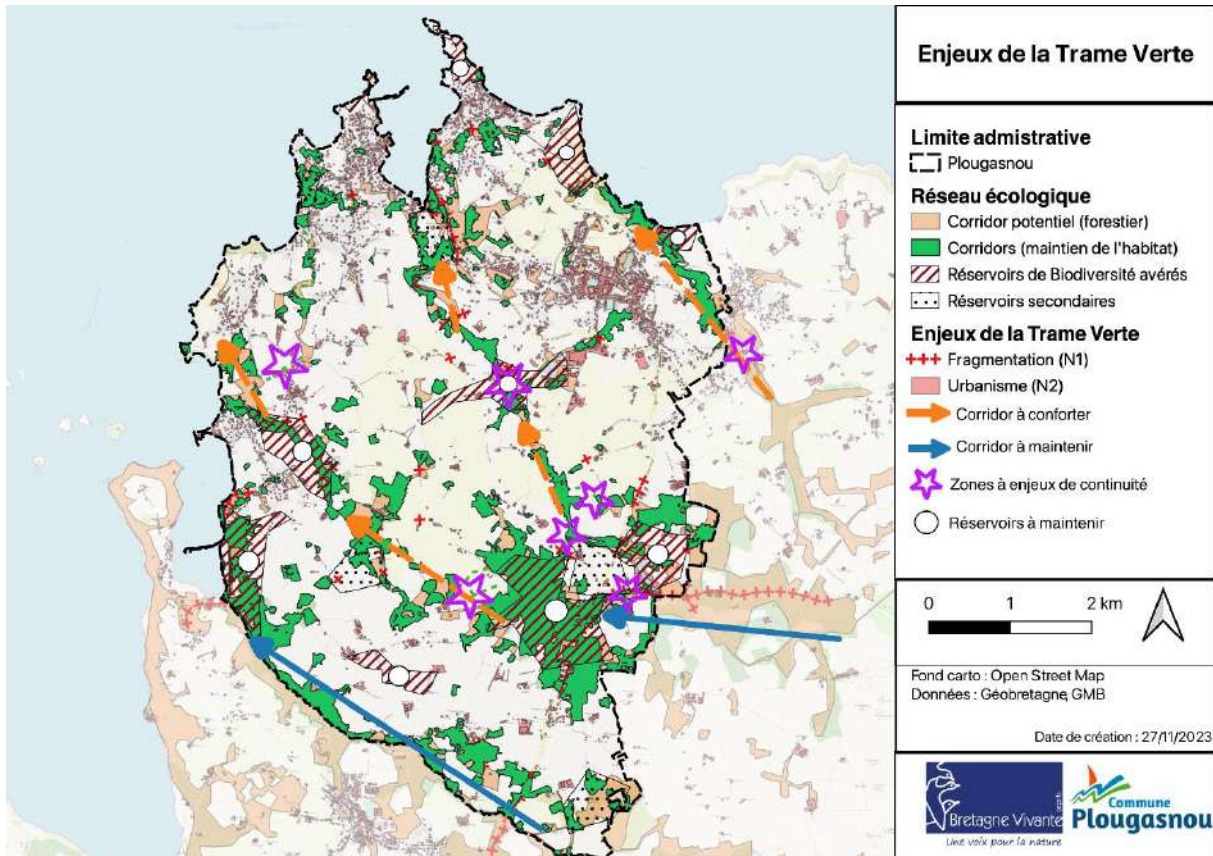 Enjeux de la Trame Verte
Limite admistrative
Plougasnou
Réseau écologique
Corridor potentiel (forestier)
Corridors (maintien de l'habitat)
Réservoirs de Biodiversité avérés
Réservoirs secondaires
Enjeux de la Trame Verte
Fragmentation (N1)
Urbanisme (N2)
Corridor à conforter
Corridor à maintenir
Zones à enjeux de continuité
Réservoirs à maintenir
0 1 2 km
Fond carto : Open Street Map
Données : Géobretagne, GMB
Date de création : 27/11/2023
Bretagne Vivante
Une voix pour la nature
Commune
Plougasnou